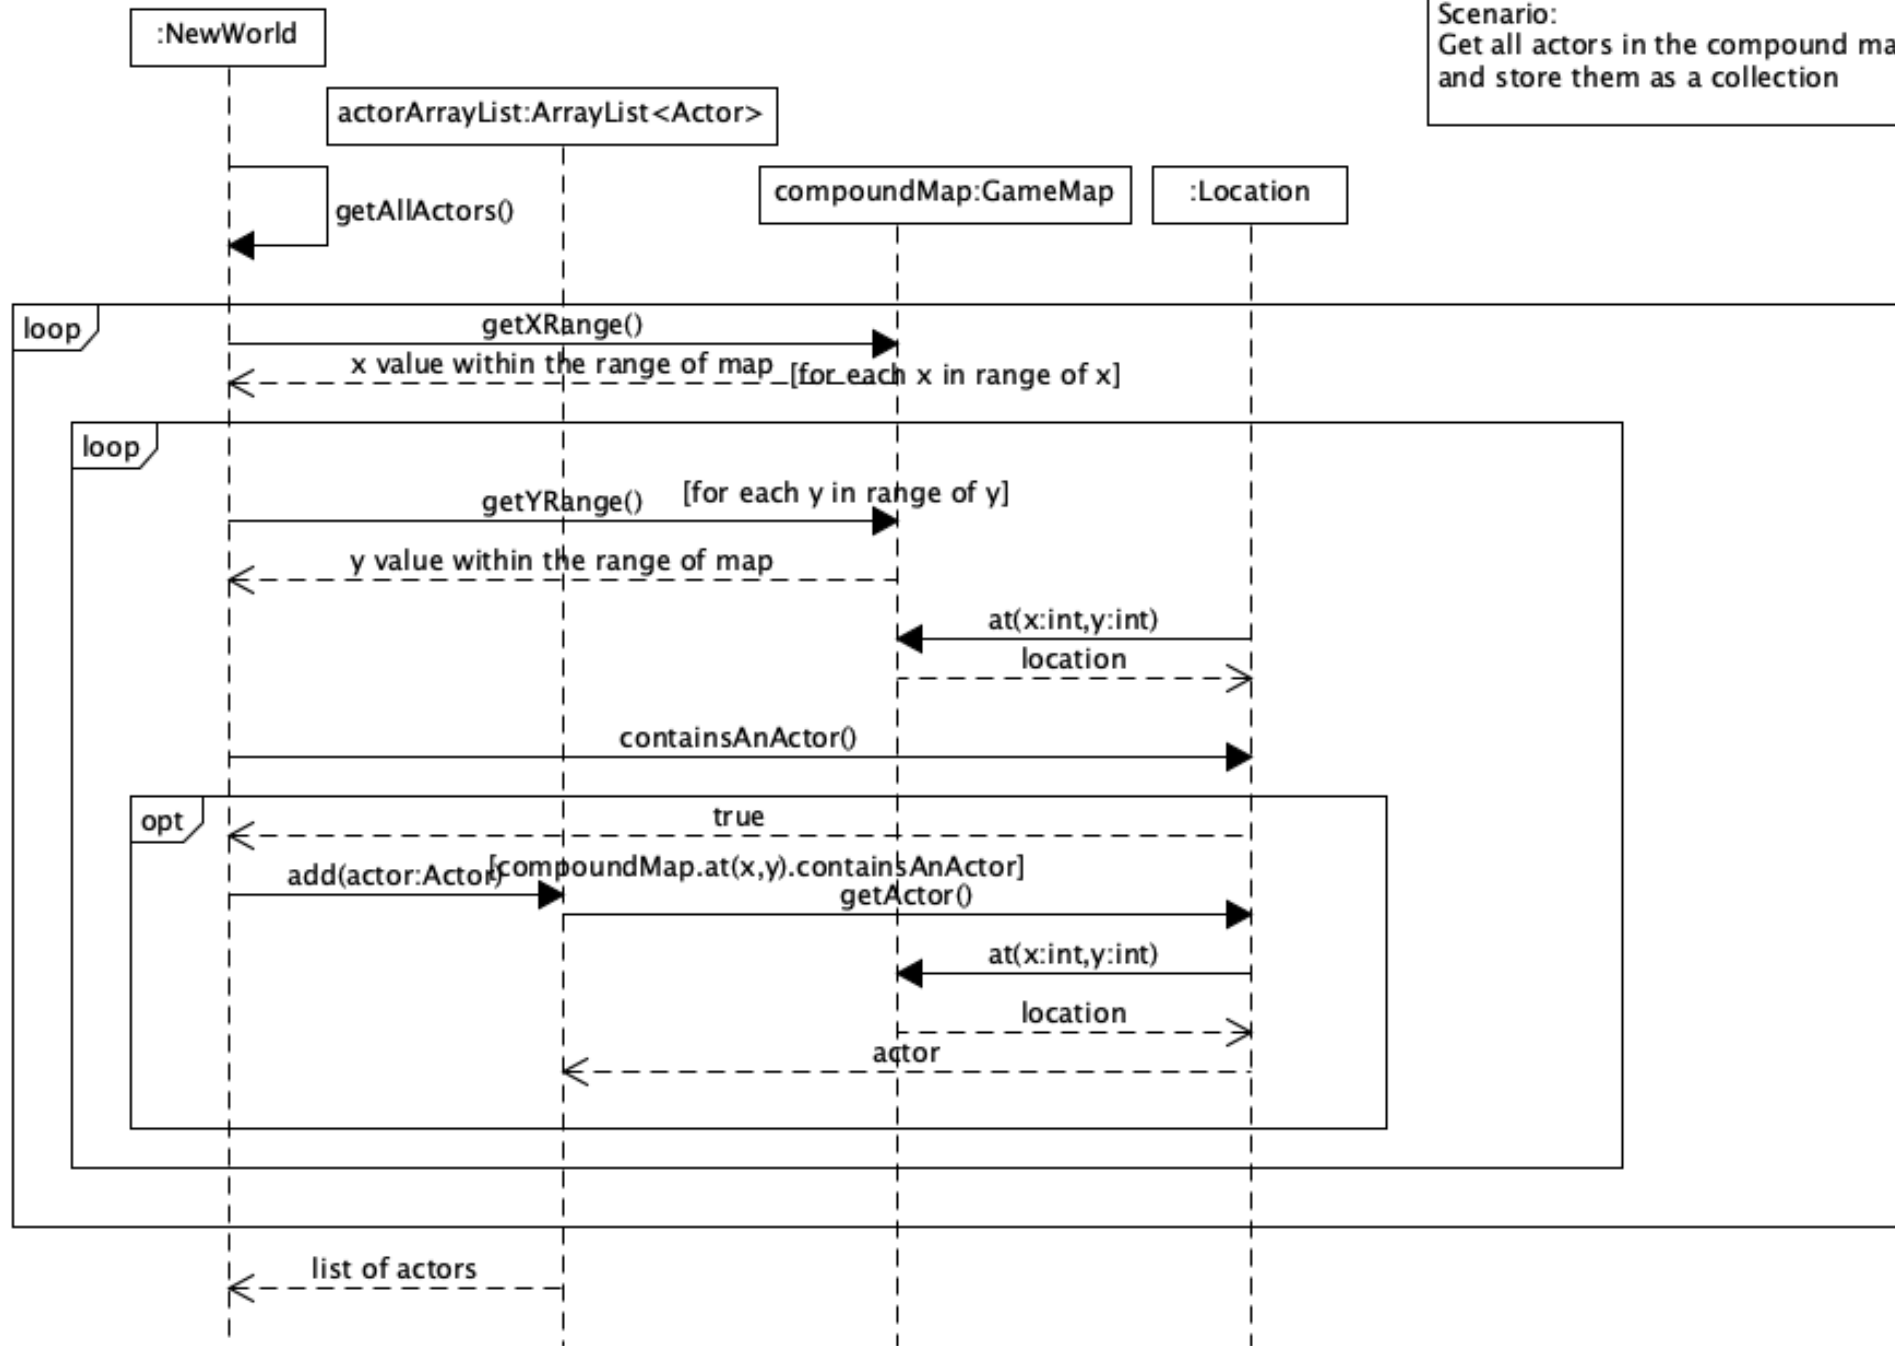 :NewWorld
Scenario:
Get all actors in the compound ma
and store them as a collection
actorArrayList:ArrayList<Actor>
compoundMap:GameMap
:Location
getAllActors()
loop
getXRange()
x value within the range of map
[for each x in range of x]
loop
getYRange()
[for each y in range of y]
y value within the range of map
at(x:int,y:int)
location
containsAnActor()
opt
true
add(actor:Actor)
[compoundMap.at(x,y).containsAnActor]
getActor()
at(x:int,y:int)
location
actor
list of actors